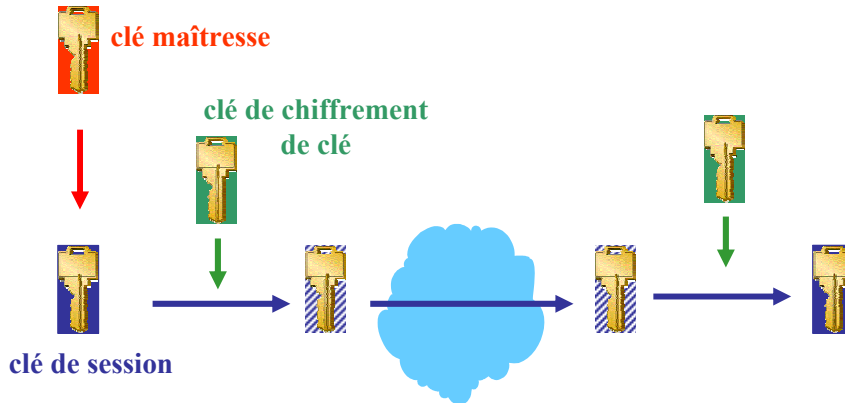 clé maîtresse
clé de chiffrement
de clé
clé de session